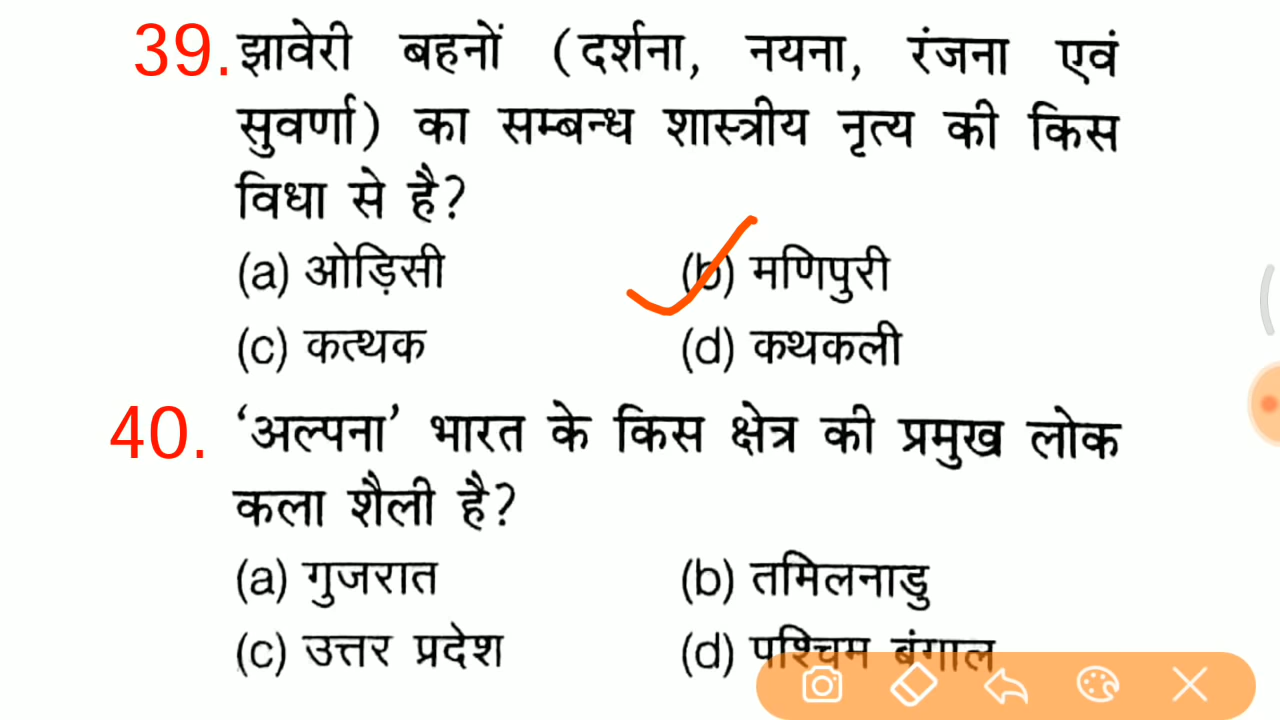 39. झावेरी बहनों (दर्शना, नयना, रंजना एवं
सुवर्णा) का सम्बन्ध शास्त्रीय नृत्य की किस
विधा से है?
(a) ओड़िसी (b) मणिपुरी
(c) कत्थक (d) कथकली
40. ‘अल्पना’ भारत के किस क्षेत्र की प्रमुख लोक
कला शैली है?
(a) गुजरात (b) तमिलनाडु
(c) उत्तर प्रदेश (d) पश्चिम बंगाल